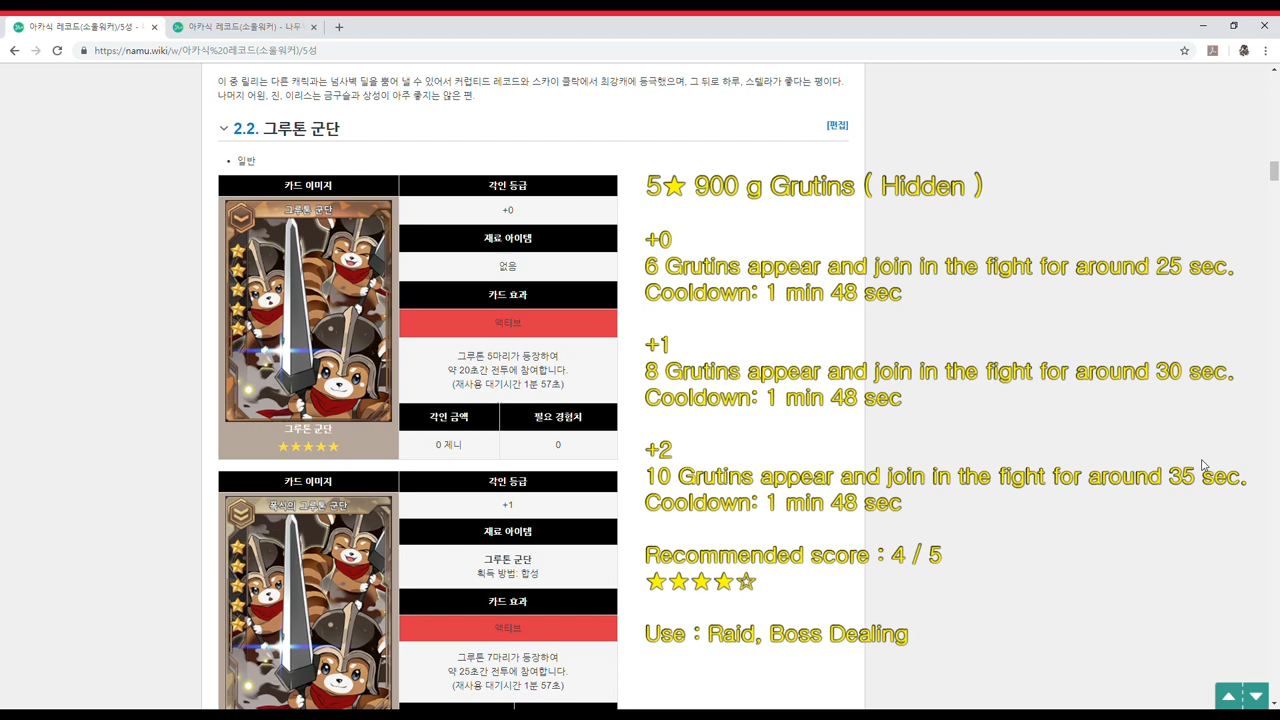 아카식 레코드(소울워커)/5성 -
아카식 레코드(소울워커) - 나무위
https://namu.wiki/w/아카식%20레코드(소울워커)/5성
이 중 릴리는 다른 캐릭과는 넘사벽 딜을 뿜어 낼 수 있어서 커럽티드 레코드와 스카이 클락에서 최강캐에 등극했으며, 그 뒤로 하루, 스텔라가 좋다는 평이다.
나머지 어윈, 진, 이리스는 금구슬과 상성이 아주 좋지는 않은 편.
2.2. 그루톤 군단
[편집]
• 일반
카드 이미지
각인 등급
그루톤 군단
+0
재료 아이템
없음
카드 효과
액티브
그루톤 5마리가 등장하여
약 20초간 전투에 참여합니다.
(재사용 대기시간 1분 57초)
각인 금액
필요 경험치
그루톤 군단
★★★★★
0 제니
0
카드 이미지
각인 등급
폭식의 그루톤 군단
+1
재료 아이템
그루톤 군단
획득 방법: 합성
카드 효과
액티브
그루톤 7마리가 등장하여
약 25초간 전투에 참여합니다.
(재사용 대기시간 1분 57초)
5★ 900 g Grutins ( Hidden )
+0
6 Grutins appear and join in the fight for around 25 sec.
Cooldown: 1 min 48 sec
+1
8 Grutins appear and join in the fight for around 30 sec.
Cooldown: 1 min 48 sec
+2
10 Grutins appear and join in the fight for around 35 sec.
Cooldown: 1 min 48 sec
Recommended score : 4 / 5
★★★★☆
Use : Raid, Boss Dealing